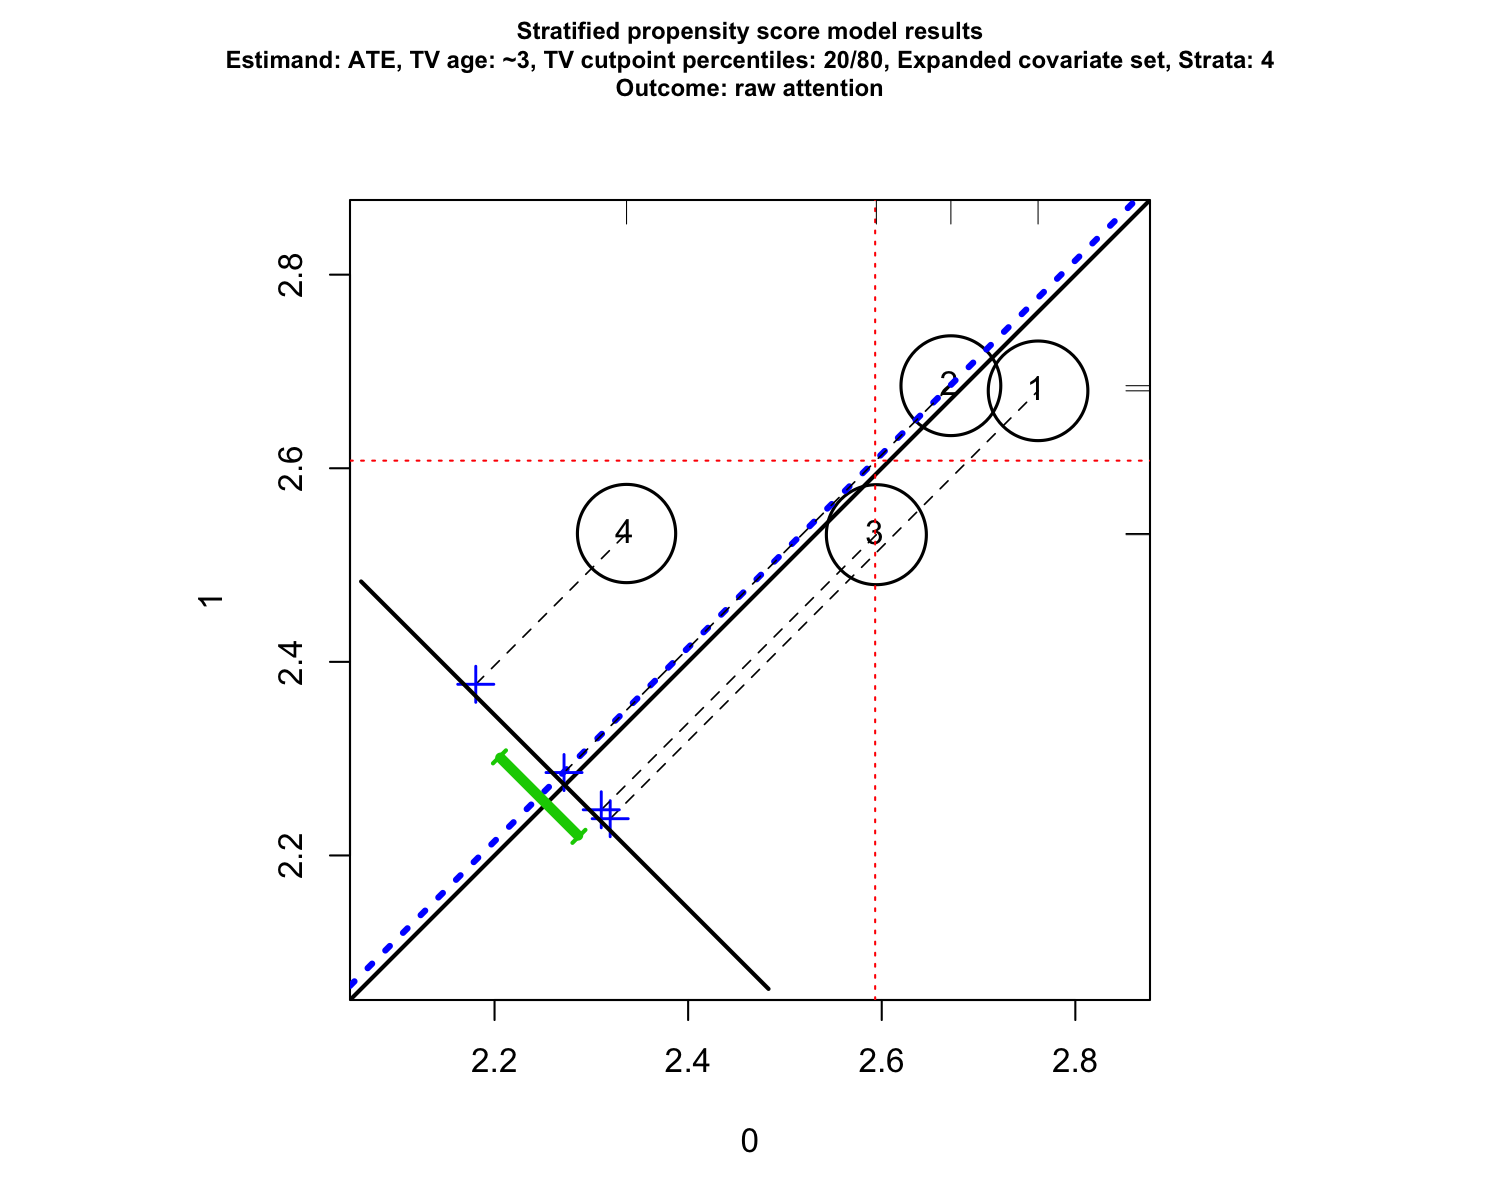 Stratified propensity score model results
Estimand: ATE, TV age: ~3, TV cutpoint percentiles: 20/80, Expanded covariate set, Strata: 4
Outcome: raw attention
2.8
2
1
2.6
4
3
1
2.4
2.2
2.2 2.4 2.6 2.8
0